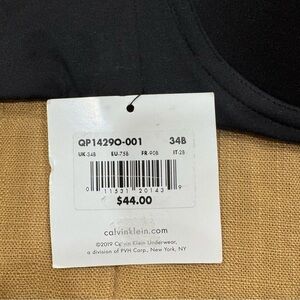 QP1429O-001 34B
UK-34B EU-75B FR-90B IT-2B
0 11531 20143 9
$44.00
calvinklein.com
©2019 Calvin Klein Underwear,
a division of PVH Corp., New York, NY